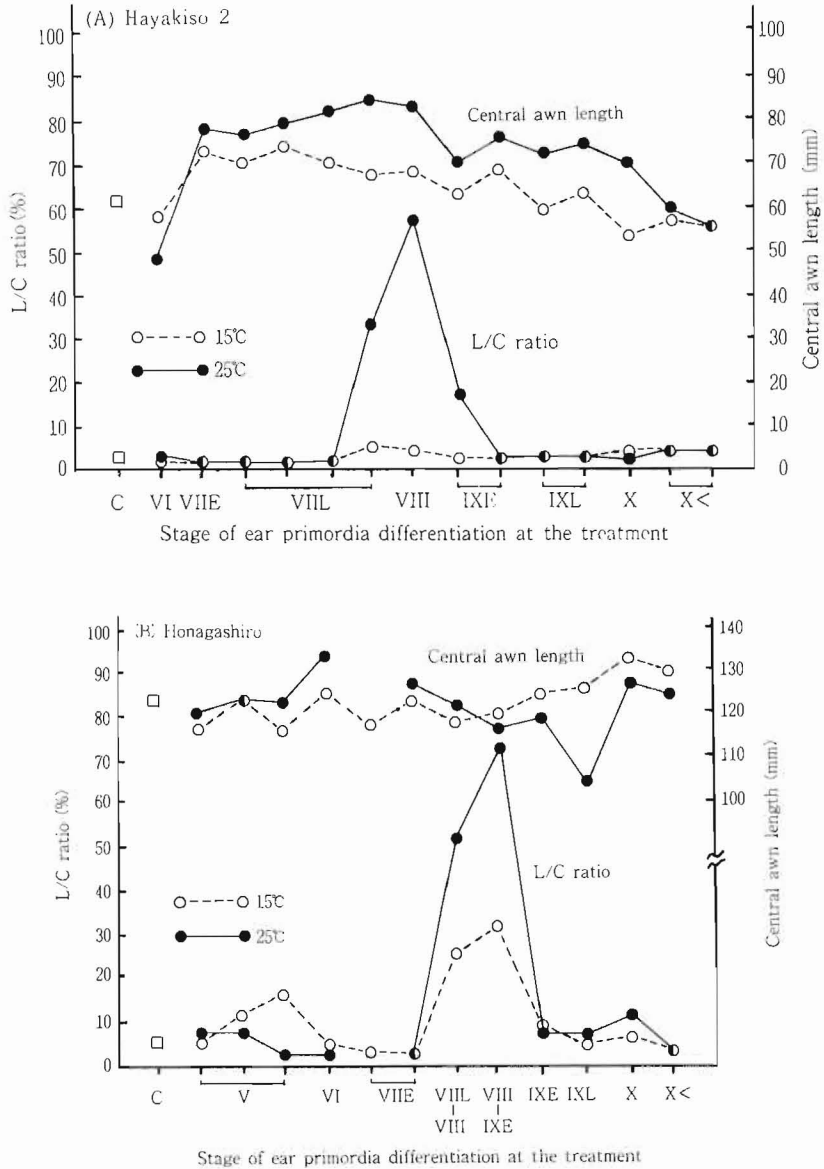 (A) Hayakiso 2
100 100
90 90
80 80
Central awn length
70 70
60 60
50 50
40 40
30 30
20 20
10 10
0 0
L/C ratio (%)
Central awn length (mm)
15℃
25℃
L/C ratio
C VI VIIE VIIL VIII IXE IXL X X<
Stage of ear primordia differentiation at the treatment
(B) Honagashiro
100 140
90 130
80 120
70 110
60 100
50
40
30
20
10
0
Central awn length
L/C ratio (%)
Central awn length (mm)
L/C ratio
15℃
25℃
C V VI VIIE VIIL VIII IXE IXL X X<
VIII IXE
Stage of ear primordia differentiation at the treatment